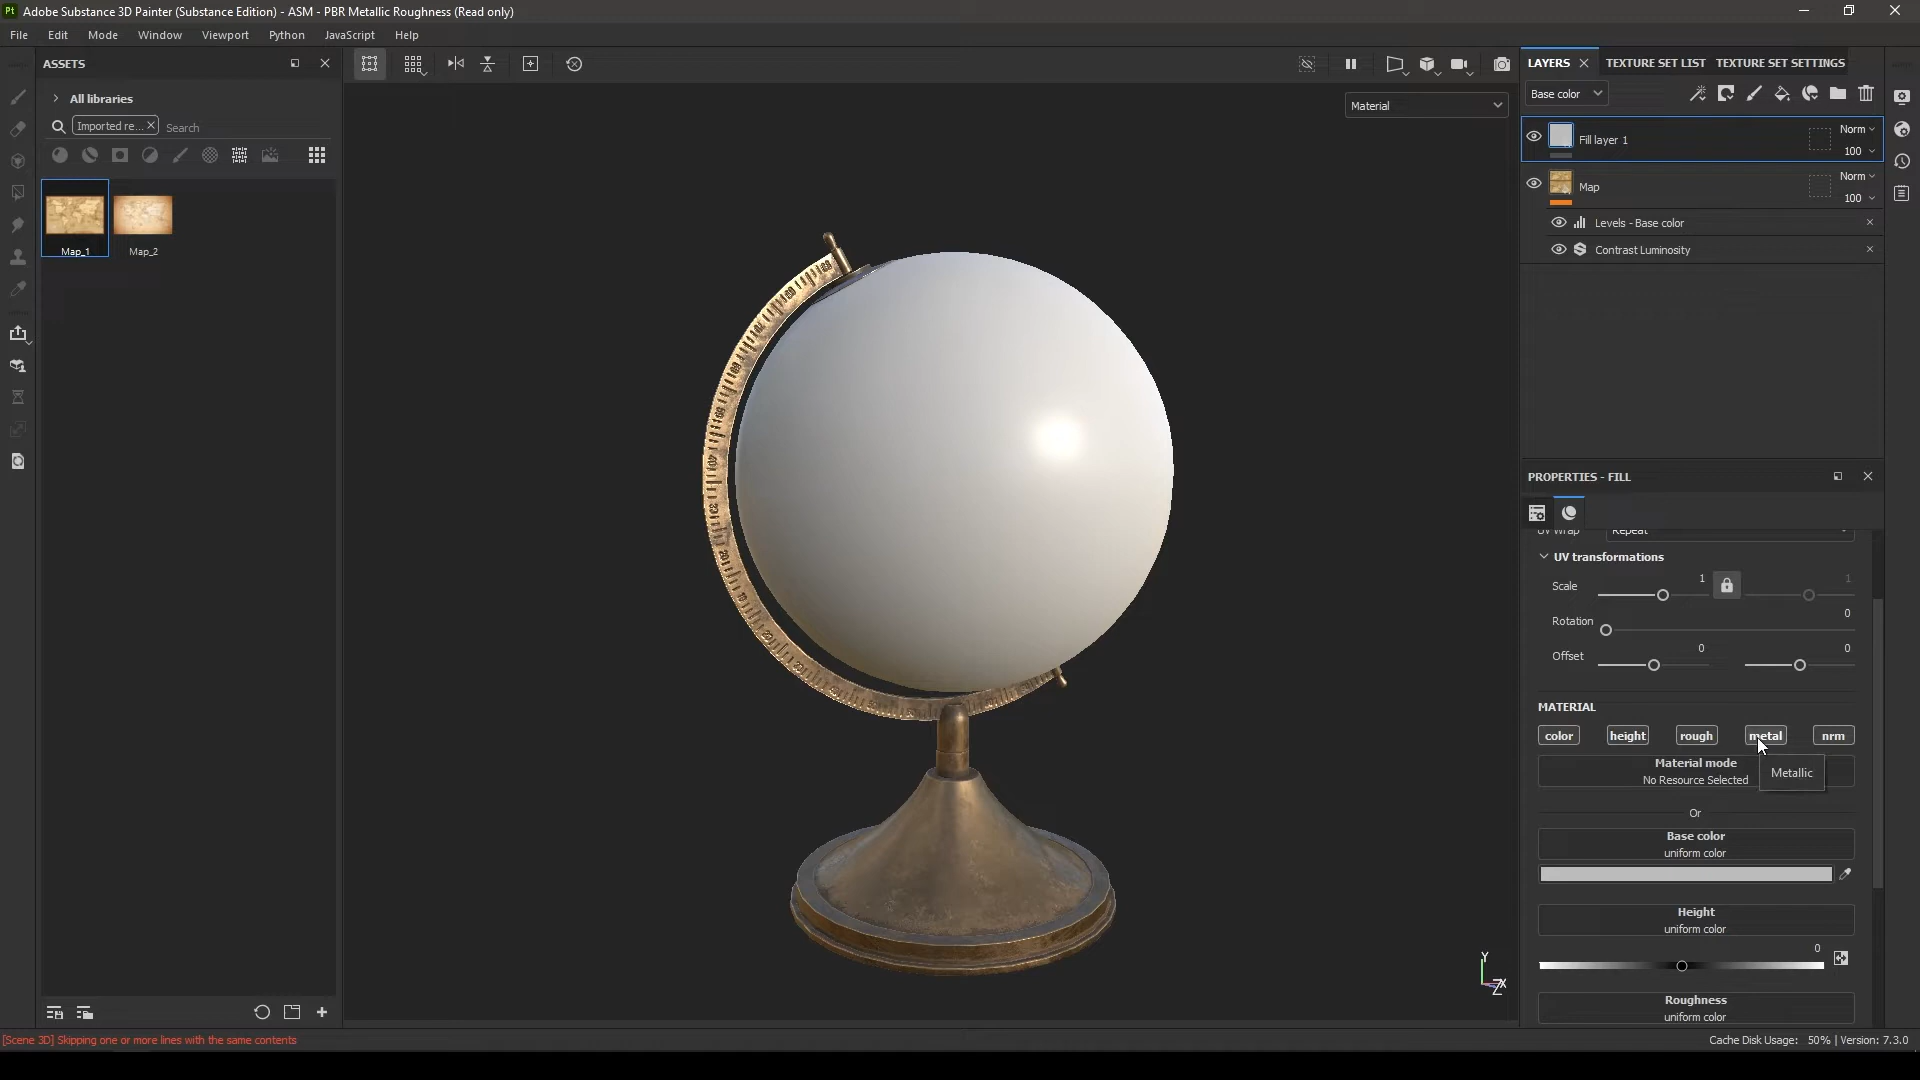 Pt Adobe Substance 3D Painter (Substance Edition) - ASM - PBR Metallic Roughness (Read only)
File Edit Mode Window Viewport Python JavaScript Help
ASSETS
All libraries
Imported re... Search
Map_1 Map_2
Material
LAYERS TEXTURE SET LIST TEXTURE SET SETTINGS
Base color
Fill layer 1 Norm
100
Map Norm
100
Levels - Base color
Contrast Luminosity
PROPERTIES - FILL
UV Wrap Repeat
UV transformations
Scale 1 1
Rotation 0
Offset 0 0
MATERIAL
color height rough metal nrm
Material mode
No Resource Selected
Metallic
Or
Base color
uniform color
Height
uniform color
0
Roughness
uniform color
Y
Z
[Scene 3D] Skipping one or more lines with the same contents
Cache Disk Usage: 50% | Version: 7.3.0